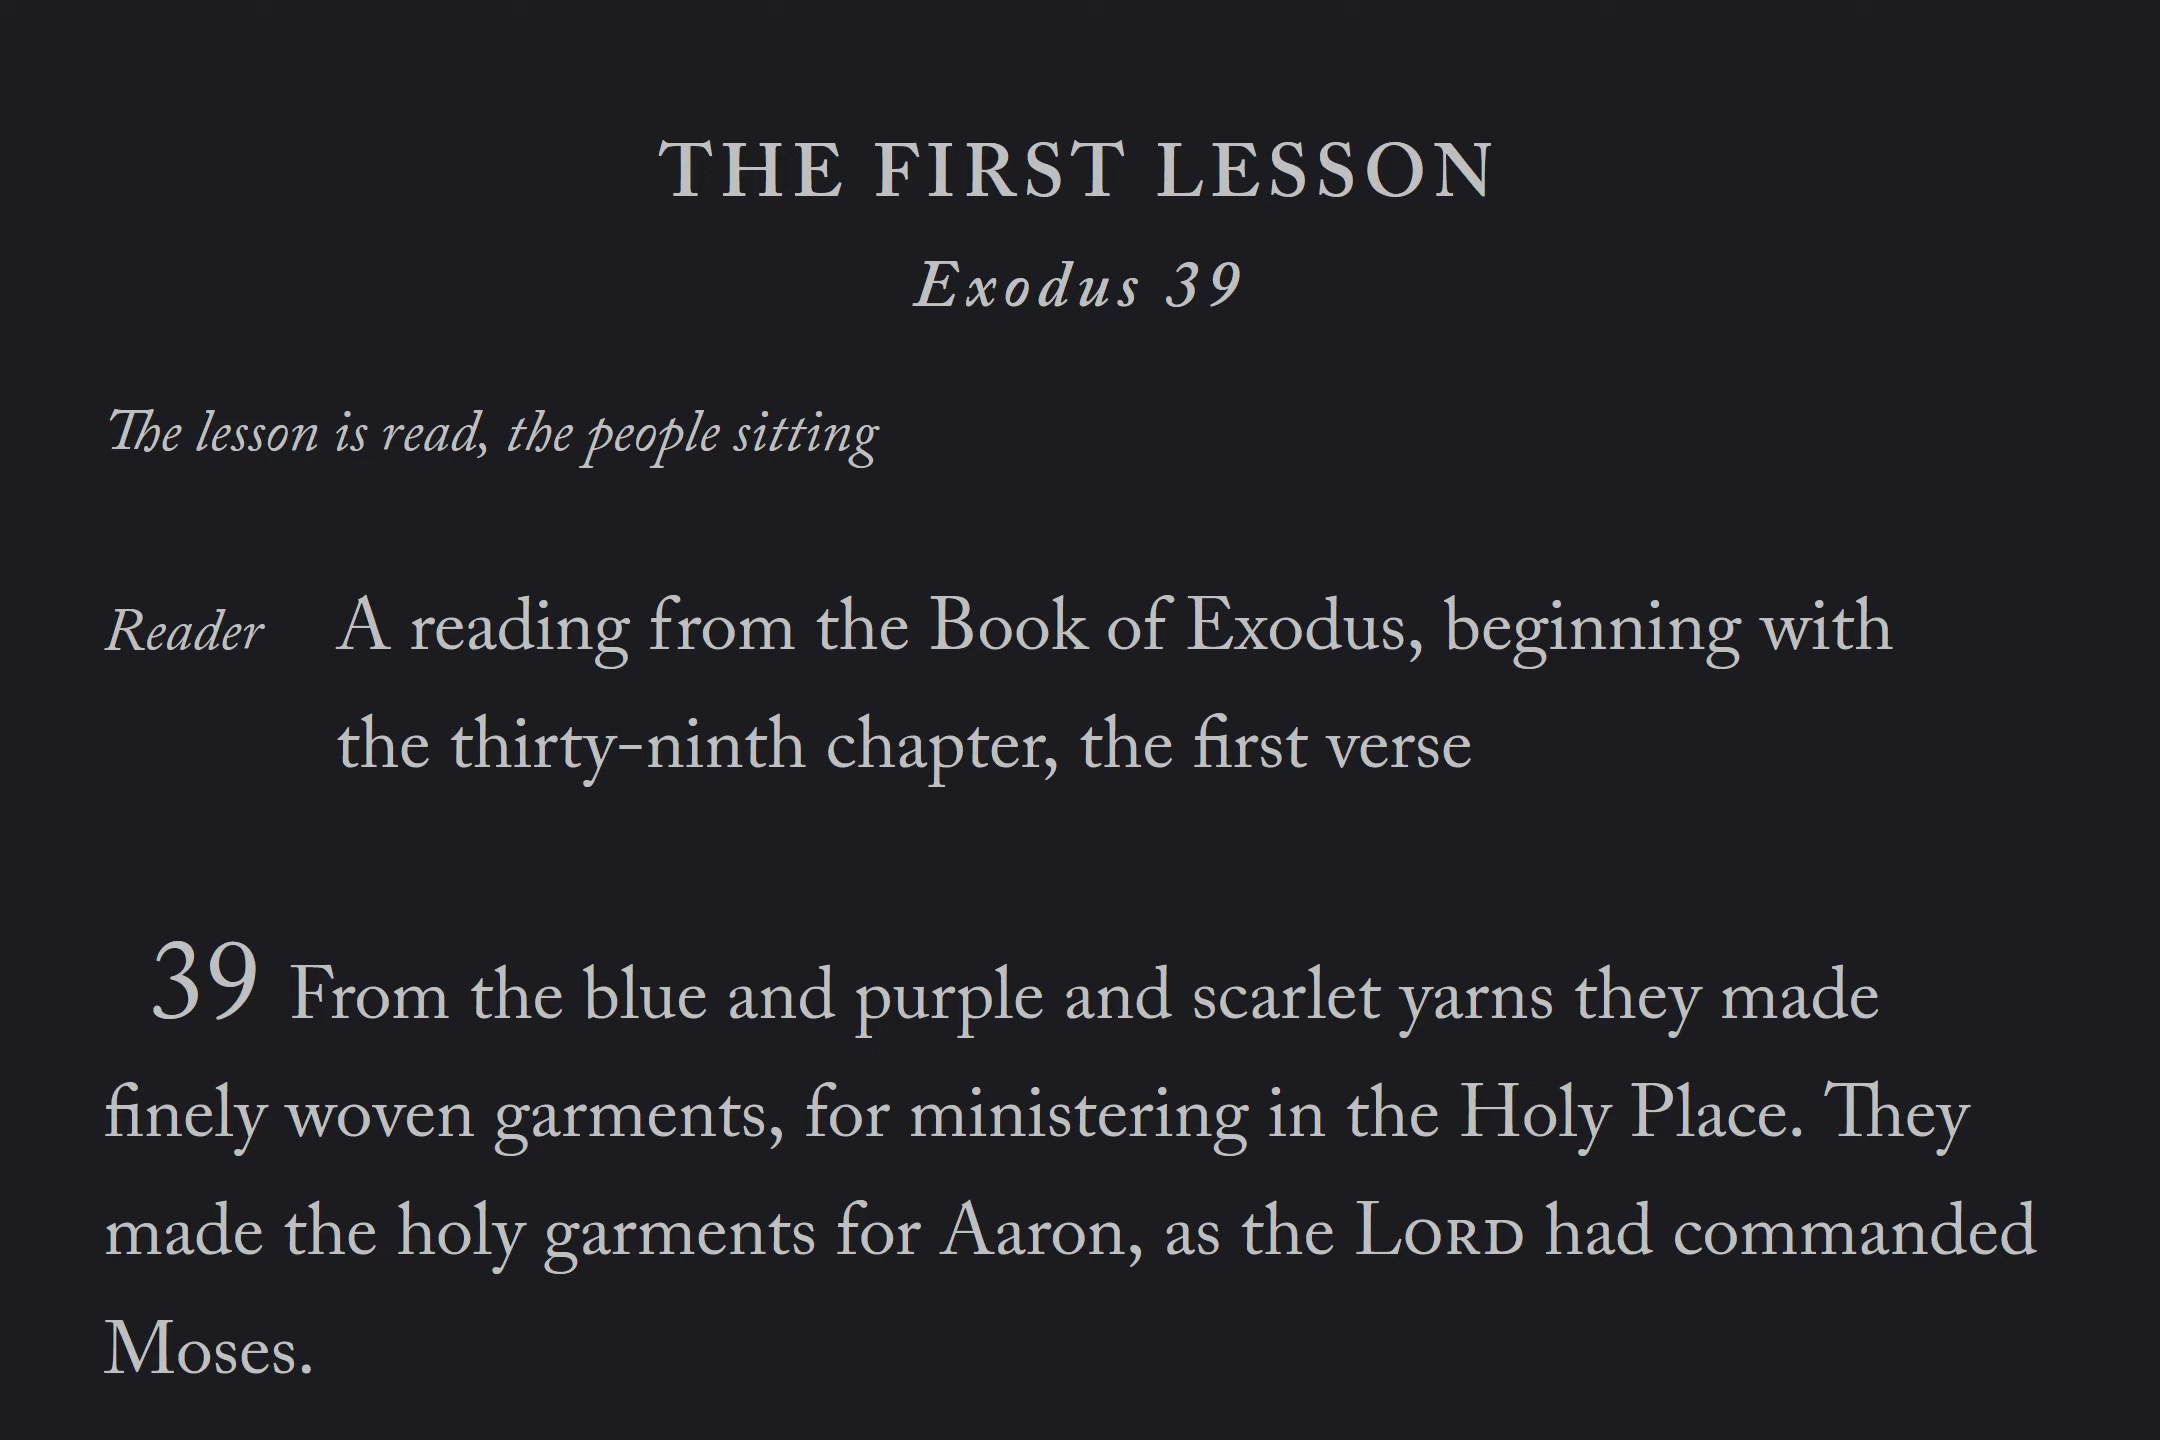 THE FIRST LESSON
Exodus 39
The lesson is read, the people sitting
Reader A reading from the Book of Exodus, beginning with
the thirty-ninth chapter, the first verse
39 From the blue and purple and scarlet yarns they made
finely woven garments, for ministering in the Holy Place. They
made the holy garments for Aaron, as the LORD had commanded
Moses.